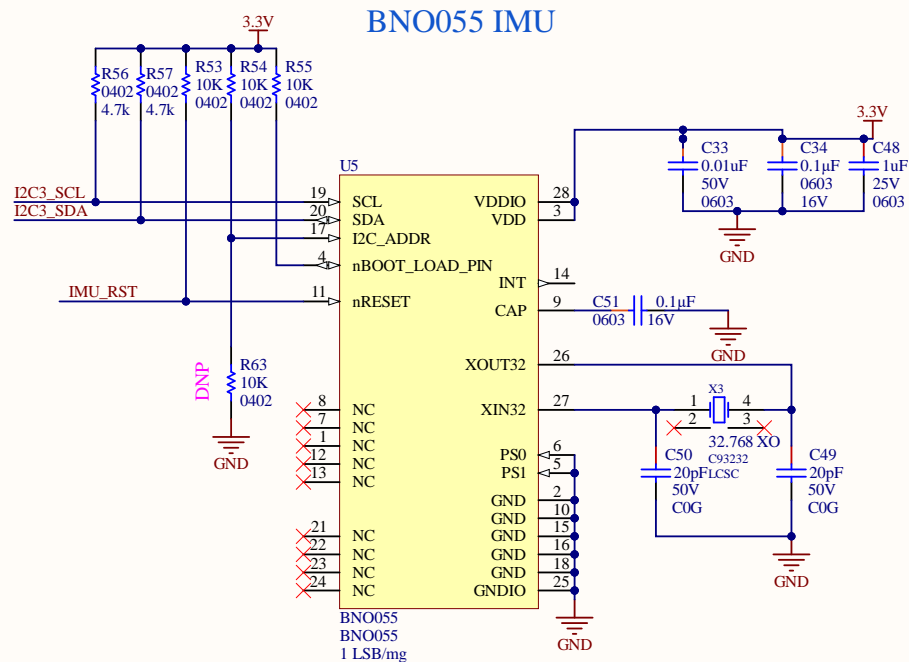 BNO055 IMU
3.3V
R56
0402
4.7k
R57
0402
4.7k
R53
10K
0402
R54
10K
0402
R55
10K
0402
3.3V
C33
0.01uF
50V
0603
C34
0.1µF
0603
16V
C48
1uF
25V
0603
GND
U5
I2C3_SCL
19
SCL
VDDIO
28
I2C3_SDA
20
SDA
VDD
3
17
I2C_ADDR
4
nBOOT_LOAD_PIN
INT
14
IMU_RST
11
nRESET
CAP
9
C51
0603
0.1µF
16V
GND
XOUT32
26
DNP
R63
10K
0402
GND
X3
XIN32
27
1
4
2
3
32.768 XO
C93232
LCSC
C50
20pF
50V
C0G
C49
20pF
50V
C0G
GND
8
NC
7
NC
1
NC
12
NC
13
NC
PS0
6
PS1
5
GND
2
GND
10
21
NC
GND
15
22
NC
GND
16
23
NC
GND
18
24
NC
GNDIO
25
GND
BNO055
BNO055
1 LSB/mg